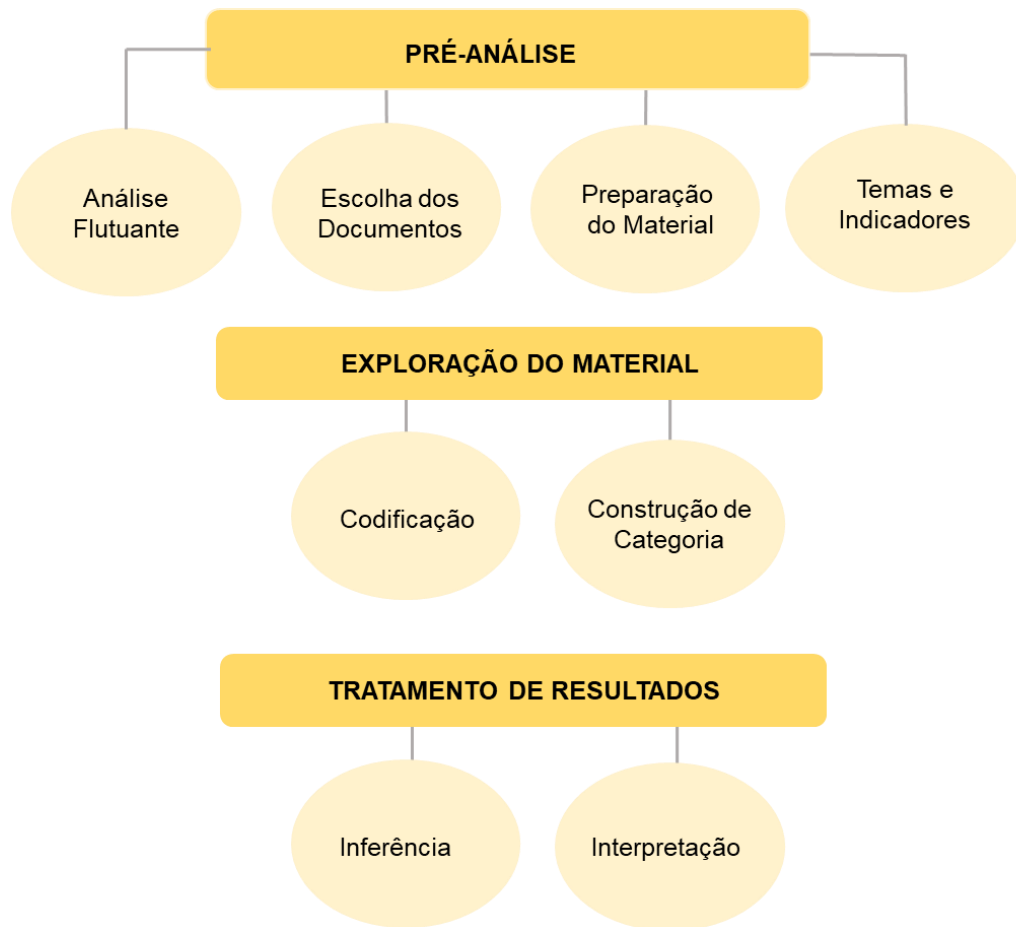 PRÉ-ANÁLISE
Análise
Flutuante
Escolha dos
Documentos
Preparação
do Material
Temas e
Indicadores
EXPLORAÇÃO DO MATERIAL
Codificação
Construção de
Categoria
TRATAMENTO DE RESULTADOS
Inferência
Interpretação